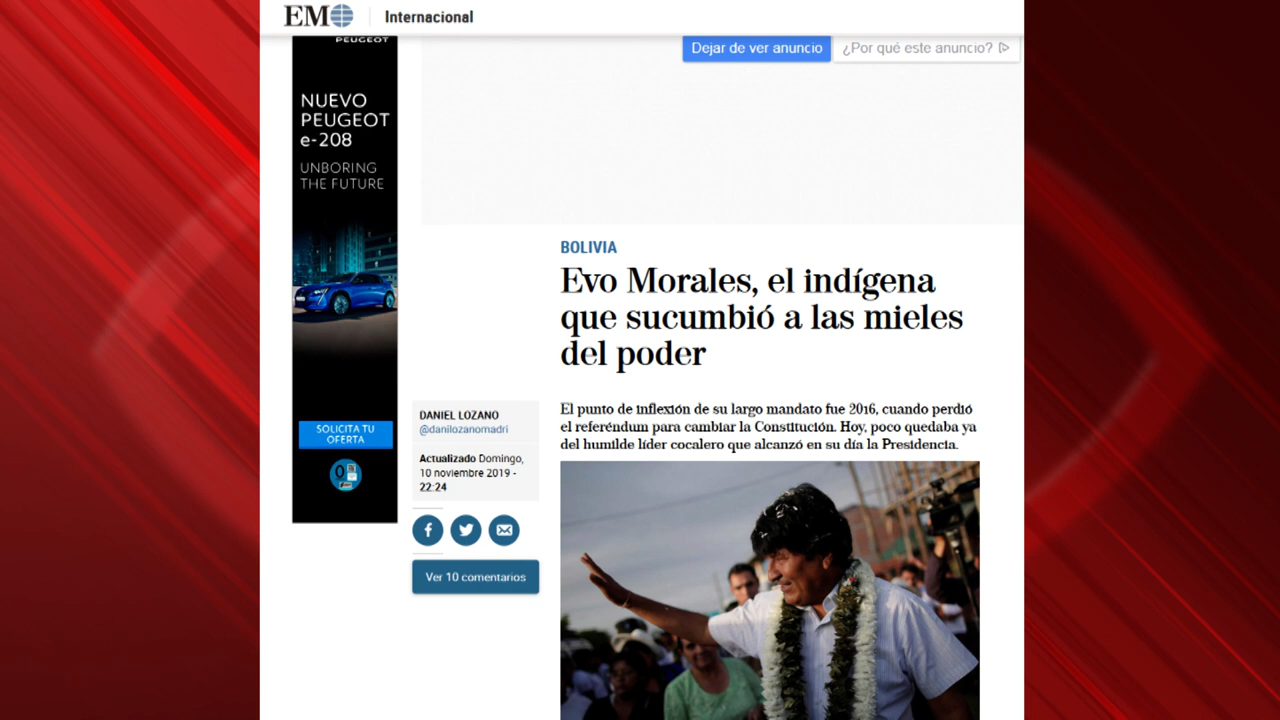 EM
Internacional
PEUGEOT
Dejar de ver anuncio
¿Por qué este anuncio?
NUEVO
PEUGEOT
e-208
UNBORING
THE FUTURE
SOLICITA TU
OFERTA
BOLIVIA
Evo Morales, el indígena
que sucumbió a las mieles
del poder
DANIEL LOZANO
@danilozanomadri
Actualizado Domingo,
10 noviembre 2019 -
22:24
Ver 10 comentarios
El punto de inflexión de su largo mandato fue 2016, cuando perdió
el referéndum para cambiar la Constitución. Hoy, poco quedaba ya
del humilde líder cocalero que alcanzó en su día la Presidencia.